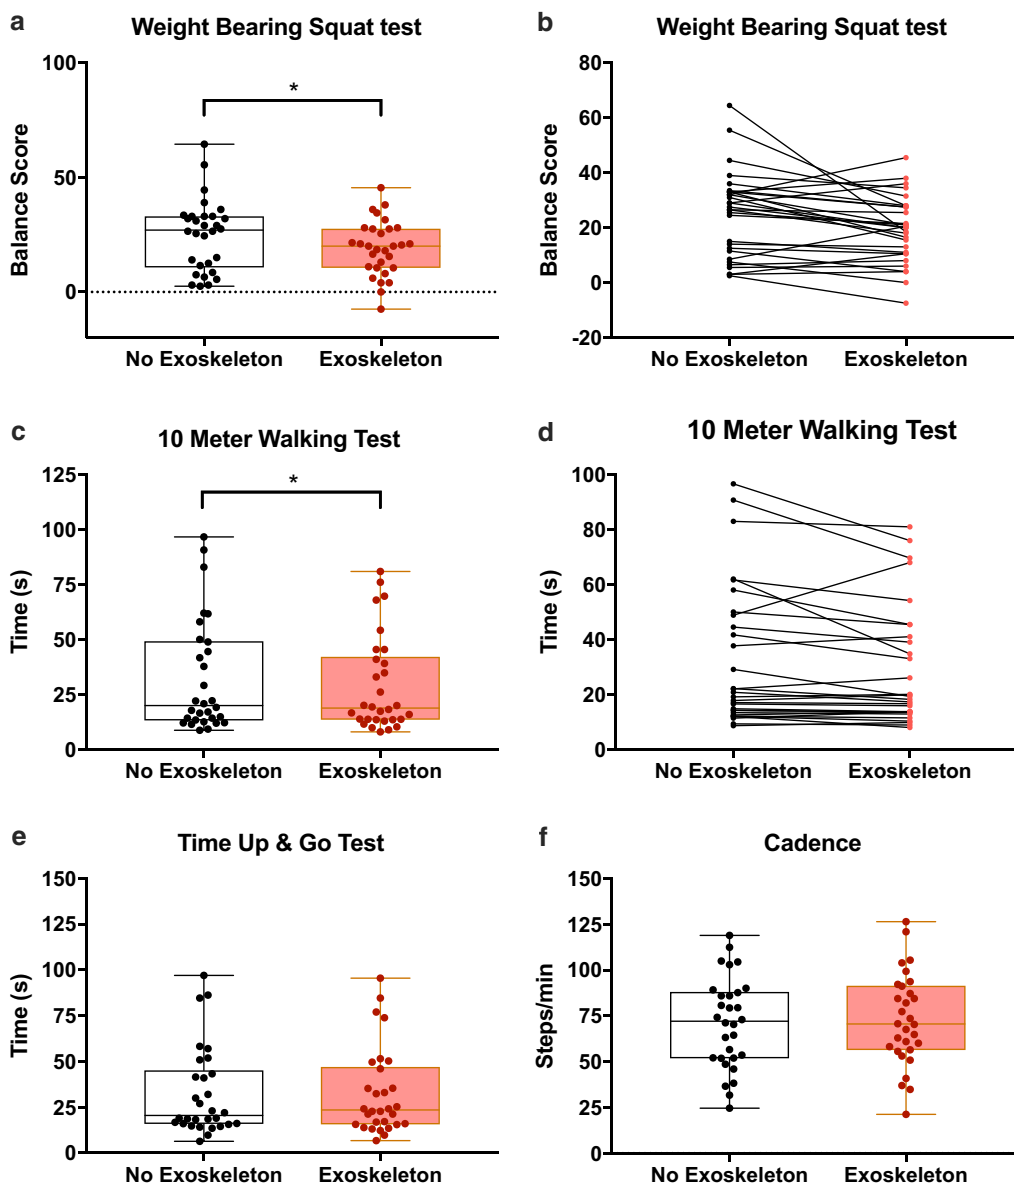 a
Weight Bearing Squat test
100
50
0
Balance Score
*
No Exoskeleton
Exoskeleton
b
Weight Bearing Squat test
80
60
40
20
0
-20
Balance Score
No Exoskeleton
Exoskeleton
c
10 Meter Walking Test
125
100
75
50
25
0
Time (s)
*
No Exoskeleton
Exoskeleton
d
10 Meter Walking Test
100
80
60
40
20
0
Time (s)
No Exoskeleton
Exoskeleton
e
Time Up & Go Test
150
125
100
75
50
25
0
Time (s)
No Exoskeleton
Exoskeleton
f
Cadence
150
125
100
75
50
25
0
Steps/min
No Exoskeleton
Exoskeleton